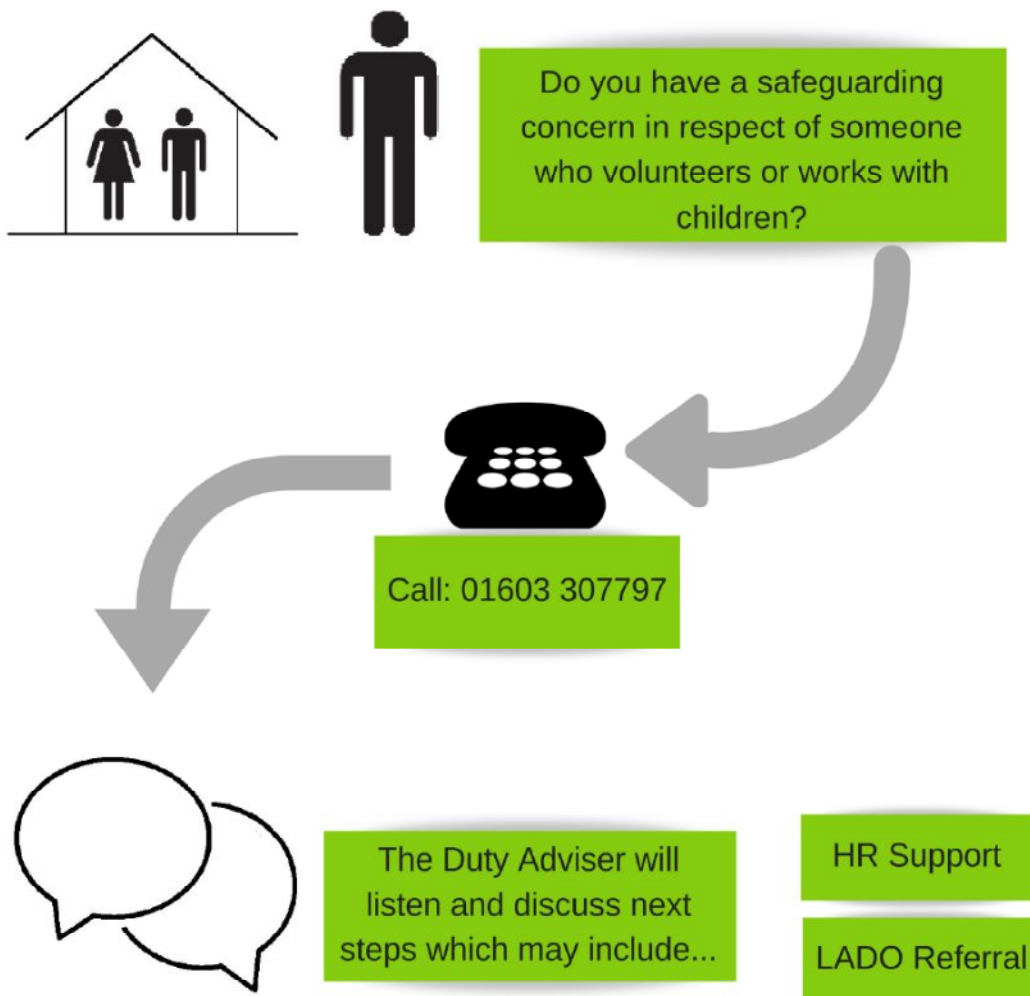 Do you have a safeguarding
concern in respect of someone
who volunteers or works with
children?
Call: 01603 307797
The Duty Adviser will
listen and discuss next
steps which may include...
HR Support
LADO Referral